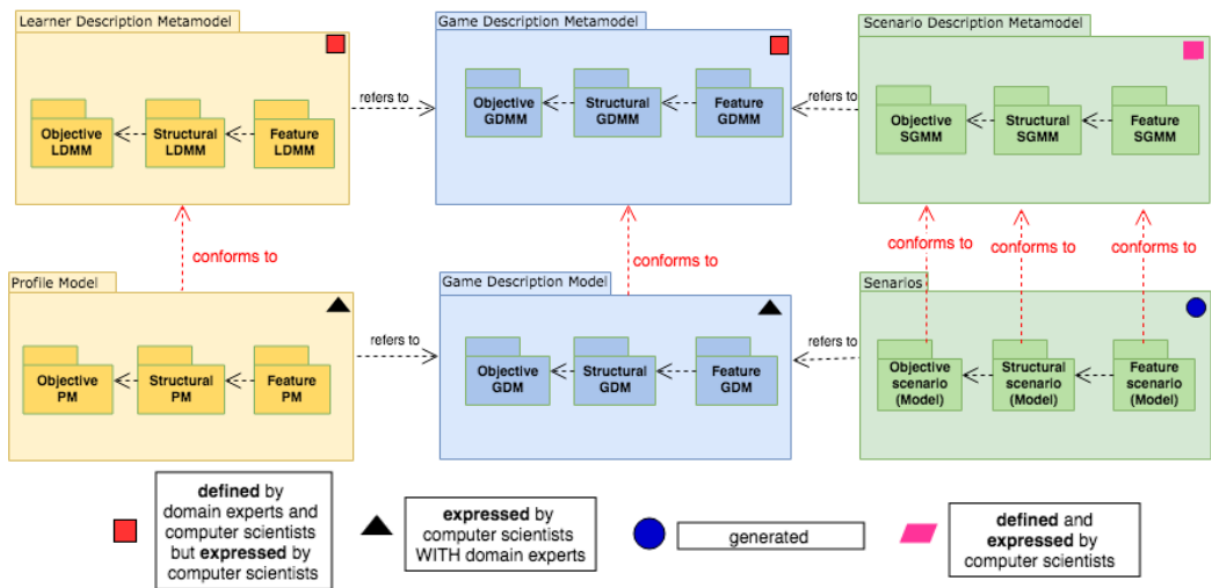 Learner Description Metamodel
Objective
LDMM
Structural
LDMM
Feature
LDMM
refers to
Game Description Metamodel
Objective
GDMM
Structural
GDMM
Feature
GDMM
refers to
Scenario Description Metamodel
Objective
SGMM
Structural
SGMM
Feature
SGMM
conforms to
conforms to
conforms to
conforms to
conforms to
Profile Model
Objective
PM
Structural
PM
Feature
PM
refers to
Game Description Model
Objective
GDM
Structural
GDM
Feature
GDM
refers to
Senarios
Objective
scenario
(Model)
Structural
scenario
(Model)
Feature
scenario
(Model)
defined by
domain experts and
computer scientists
but expressed by
computer scientists
expressed by
computer scientists
WITH domain experts
generated
defined and
expressed by
computer scientists